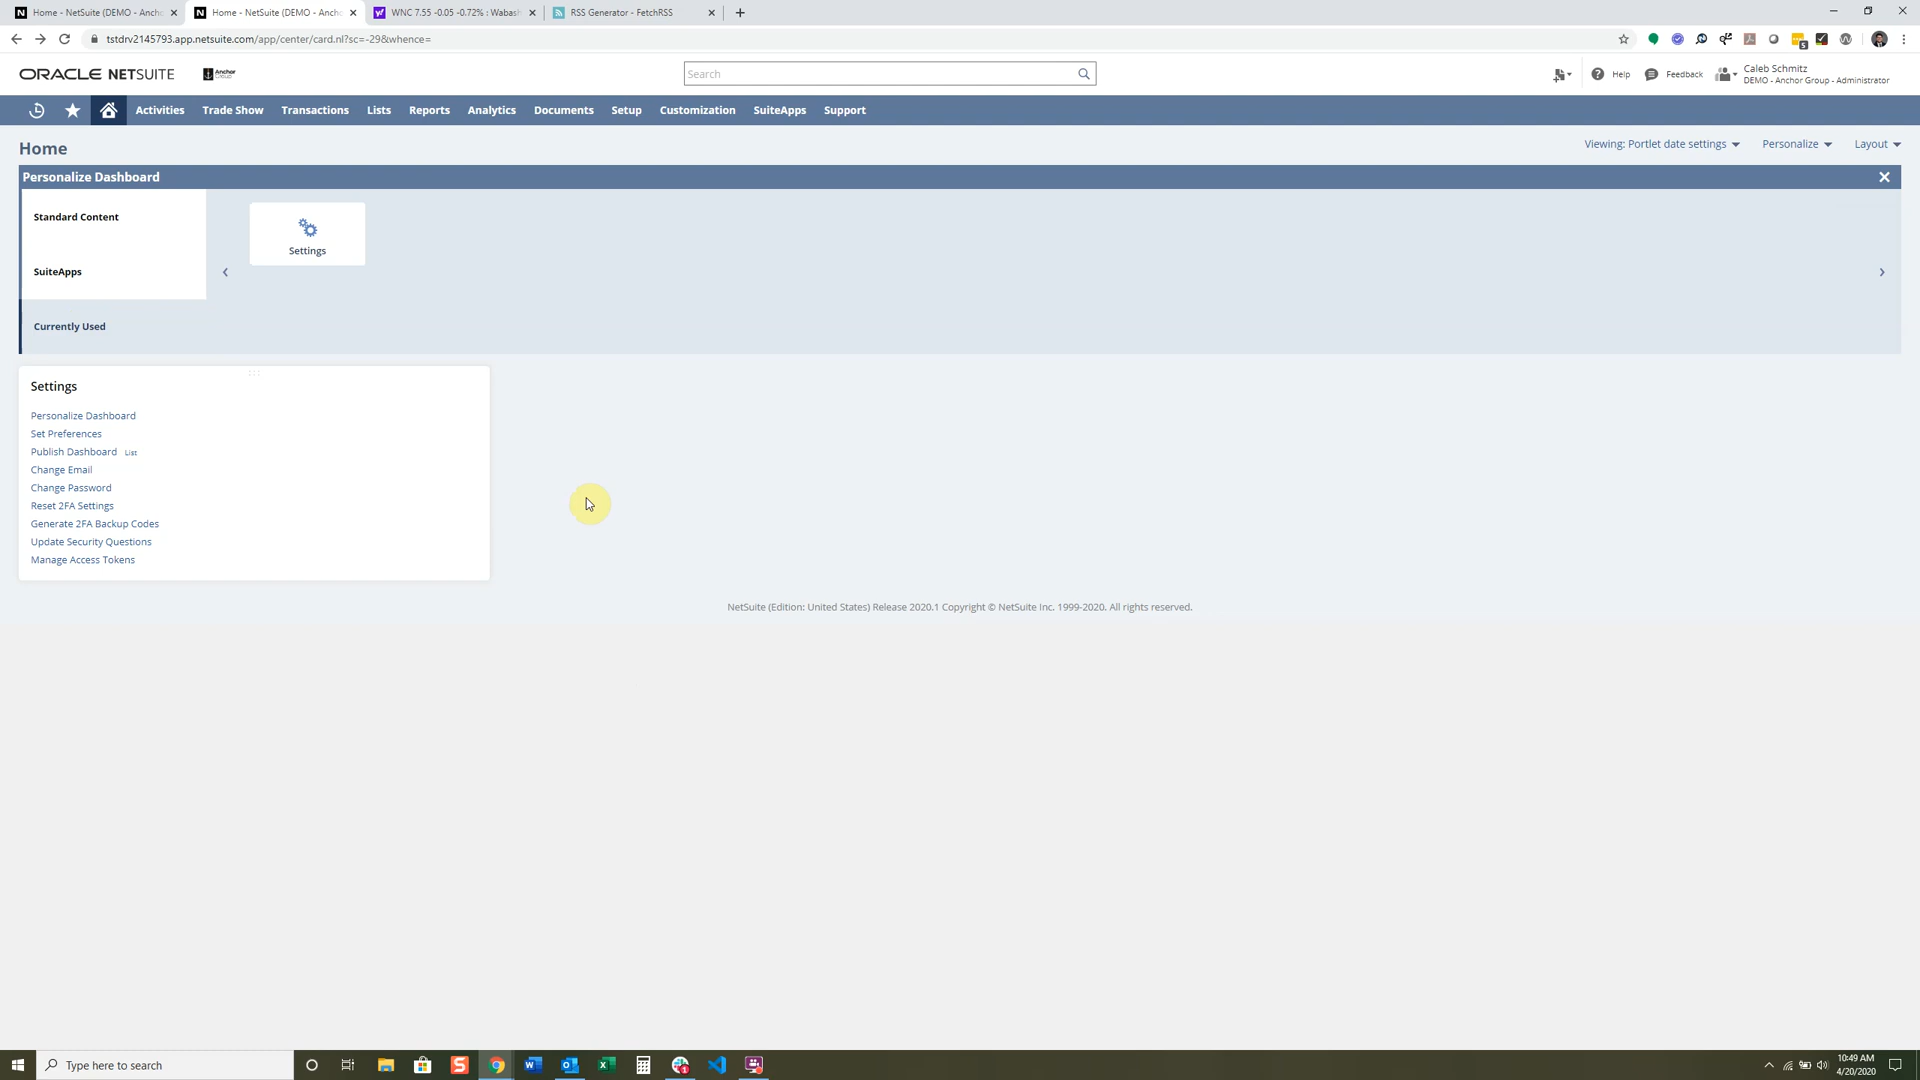 Home - NetSuite (DEMO - Ancho
Home - NetSuite (DEMO - Ancho
WNC 7.55 -0.05 -0.72% : Wabash
RSS Generator - FetchRSS
tstdrv2145793.app.netsuite.com/app/center/card.nl?sc=-29&whence=
ORACLE NETSUITE
Anchor Group
Search
Help
Feedback
Caleb Schmitz
DEMO - Anchor Group - Administrator
Activities Trade Show Transactions Lists Reports Analytics Documents Setup Customization SuiteApps Support
Home
Viewing: Portlet date settings
Personalize
Layout
Personalize Dashboard
Standard Content
SuiteApps
Currently Used
Settings
Settings
Personalize Dashboard
Set Preferences
Publish Dashboard List
Change Email
Change Password
Reset 2FA Settings
Generate 2FA Backup Codes
Update Security Questions
Manage Access Tokens
NetSuite (Edition: United States) Release 2020.1 Copyright © NetSuite Inc. 1999-2020. All rights reserved.
Type here to search
10:49 AM
4/20/2020